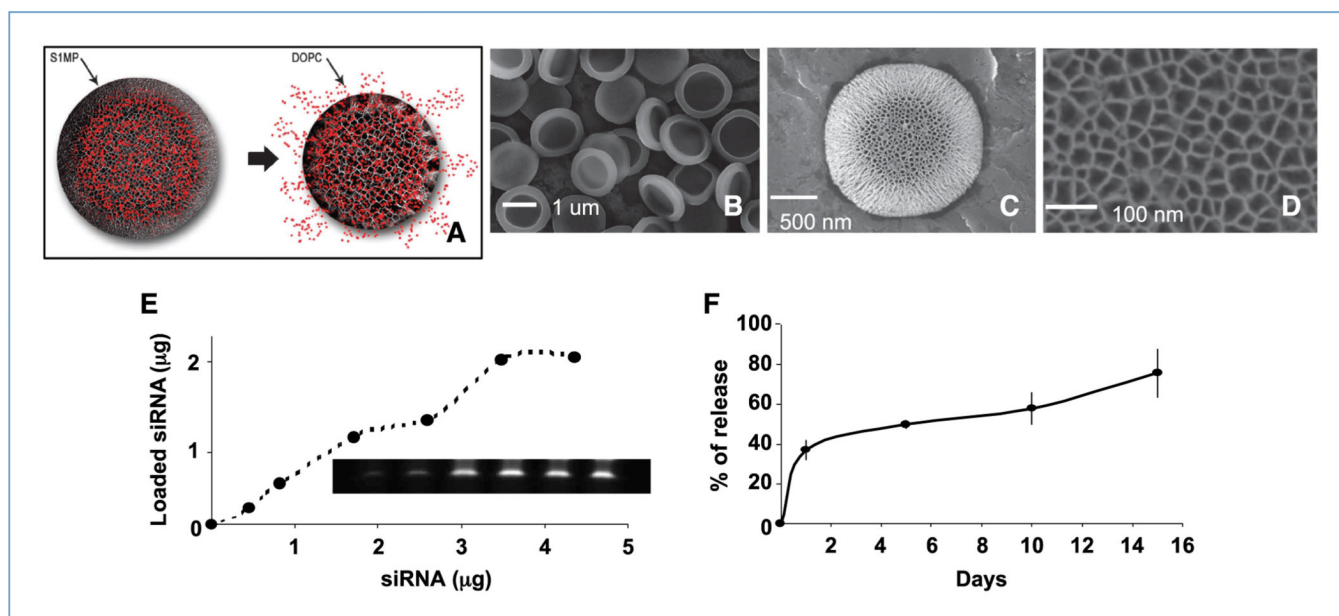 S1MP
DOPC
A
1 um
B
500 nm
C
100 nm
D
E
Loaded siRNA (μg)
2
1
0
1 2 3 4 5
siRNA (μg)
F
% of release
100
80
60
40
20
0
2 4 6 8 10 12 14 16
Days